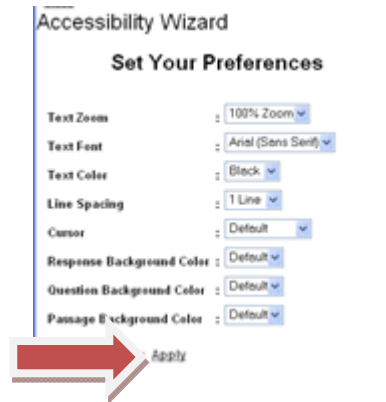 Accessibility Wizard
Set Your Preferences
Text Zoom : 100% Zoom
Text Font : Arial (Sans Serif)
Text Color : Black
Line Spacing : 1 Line
Cursor : Default
Response Background Color : Default
Question Background Color : Default
Passage Background Color : Default
Apply